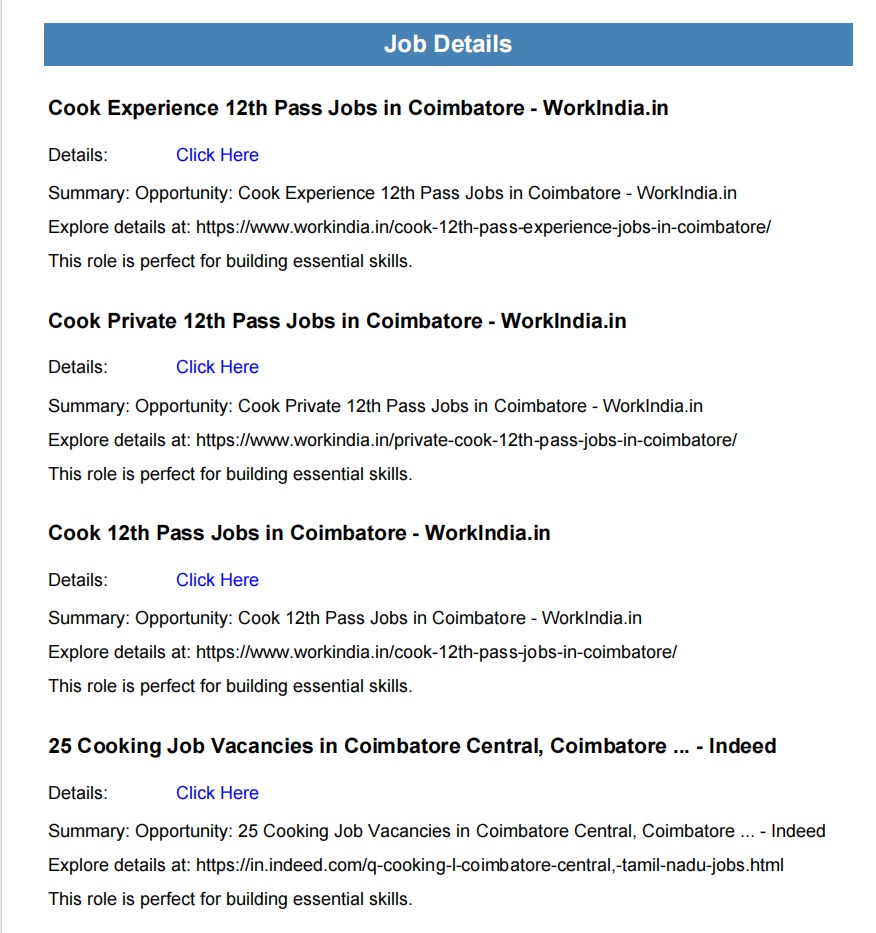 Job Details
Cook Experience 12th Pass Jobs in Coimbatore - WorkIndia.in
Details: Click Here
Summary: Opportunity: Cook Experience 12th Pass Jobs in Coimbatore - WorkIndia.in
Explore details at: https://www.workindia.in/cook-12th-pass-experience-jobs-in-coimbatore/
This role is perfect for building essential skills.
Cook Private 12th Pass Jobs in Coimbatore - WorkIndia.in
Details: Click Here
Summary: Opportunity: Cook Private 12th Pass Jobs in Coimbatore - WorkIndia.in
Explore details at: https://www.workindia.in/private-cook-12th-pass-jobs-in-coimbatore/
This role is perfect for building essential skills.
Cook 12th Pass Jobs in Coimbatore - WorkIndia.in
Details: Click Here
Summary: Opportunity: Cook 12th Pass Jobs in Coimbatore - WorkIndia.in
Explore details at: https://www.workindia.in/cook-12th-pass-jobs-in-coimbatore/
This role is perfect for building essential skills.
25 Cooking Job Vacancies in Coimbatore Central, Coimbatore ... - Indeed
Details: Click Here
Summary: Opportunity: 25 Cooking Job Vacancies in Coimbatore Central, Coimbatore ... - Indeed
Explore details at: https://in.indeed.com/q-cooking-l-coimbatore-central,-tamil-nadu-jobs.html
This role is perfect for building essential skills.